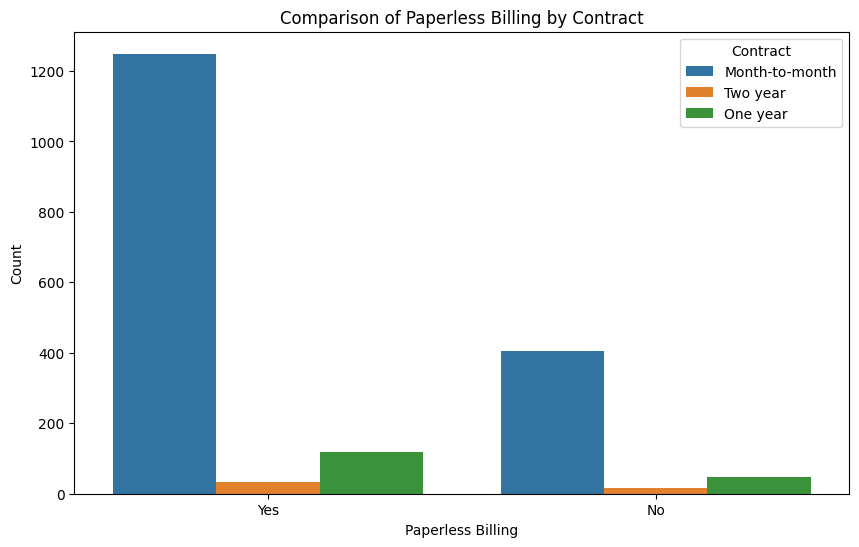 Comparison of Paperless Billing by Contract
Contract
Month-to-month
Two year
One year
1200
1000
800
600
400
200
0
Count
Yes
No
Paperless Billing